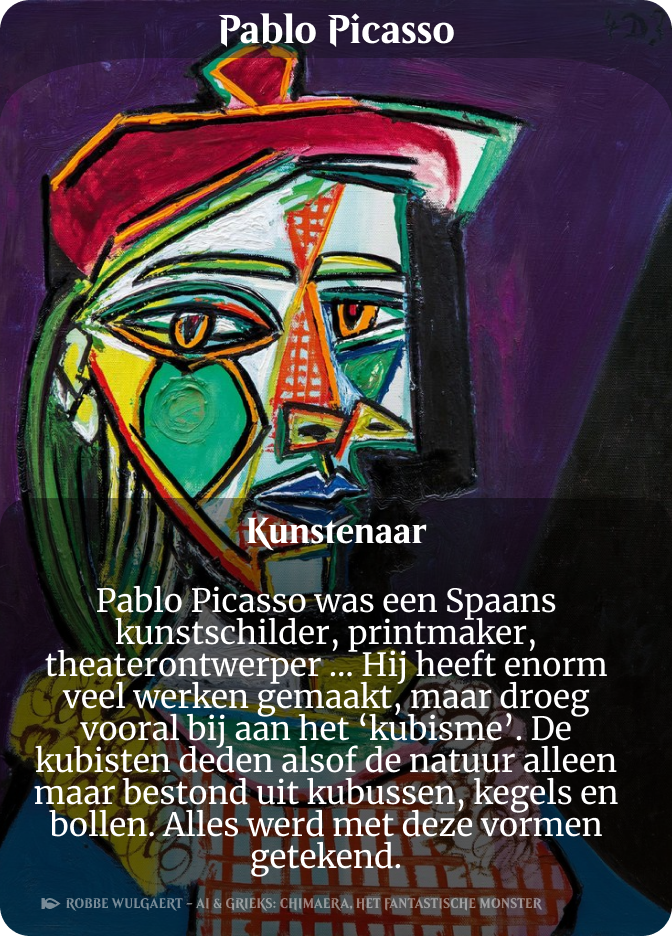 Pablo Picasso
Kunstenaar
Pablo Picasso was een Spaans
kunstschilder, printmaker,
theaterontwerper ... Hij heeft enorm
veel werken gemaakt, maar droeg
vooral bij aan het ‘kubisme’. De
kubisten deden alsof de natuur alleen
maar bestond uit kubussen, kegels en
bollen. Alles werd met deze vormen
getekend.
ROBBE WULGAERT – AI & GRIEKS: CHIMAERA, HET FANTASTISCHE MONSTER